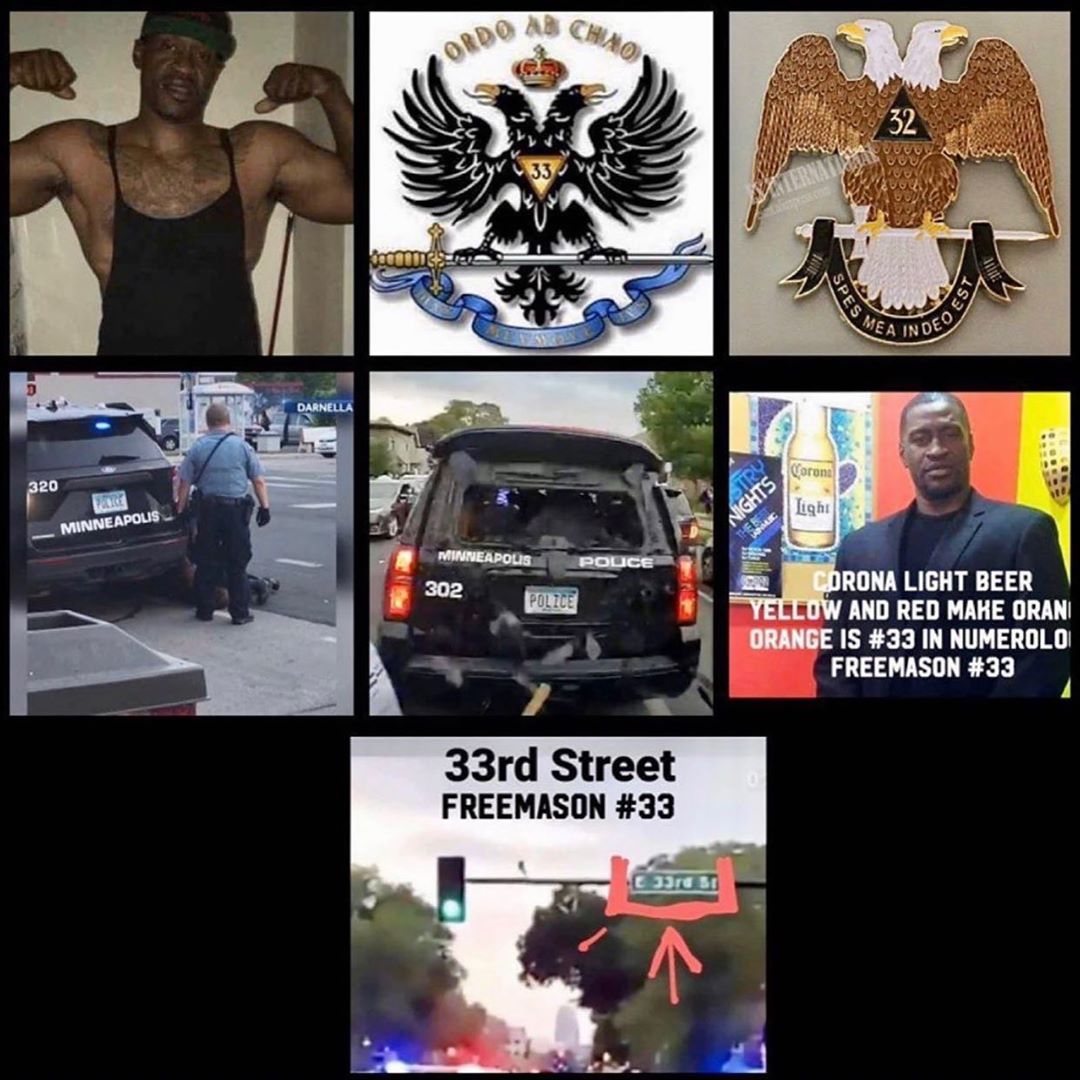 ORDO AB CHAO
33
32
SPES MEA IN DEO EST
DARNELLA
320
POLICE
MINNEAPOLIS
MINNEAPOLIS POLICE
302
POLICE
NIGHTS
Corona
Light
CORONA LIGHT BEER
YELLOW AND RED MAKE ORAN
ORANGE IS #33 IN NUMEROLO
FREEMASON #33
33rd Street
FREEMASON #33
E 33rd St